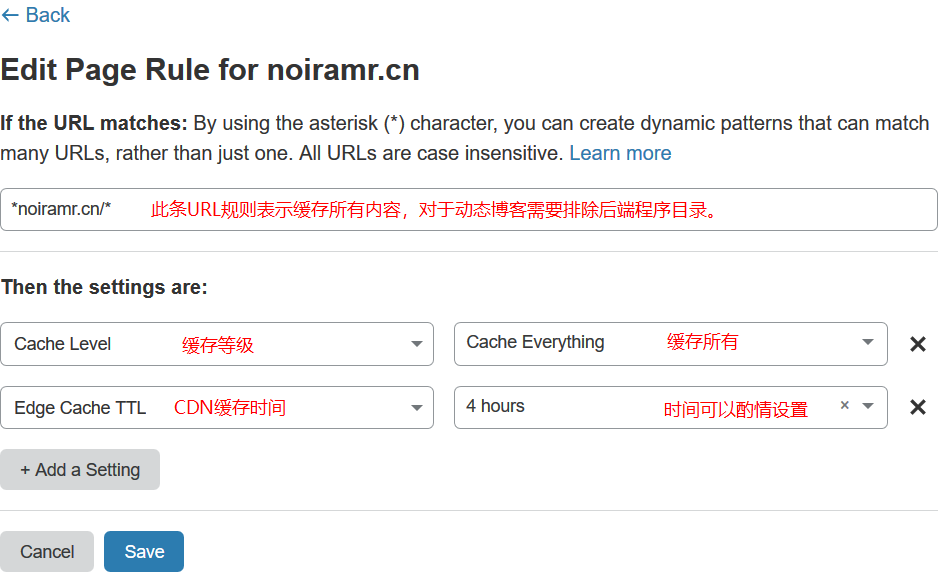 ← Back
Edit Page Rule for noiramr.cn
If the URL matches: By using the asterisk (*) character, you can create dynamic patterns that can match
many URLs, rather than just one. All URLs are case insensitive. Learn more
*noiramr.cn/* 此条URL规则表示缓存所有内容，对于动态博客需要排除后端程序目录。
Then the settings are:
Cache Level 缓存等级 Cache Everything 缓存所有 ×
Edge Cache TTL CDN缓存时间 4 hours 时间可以酌情设置 × ×
+ Add a Setting
Cancel Save